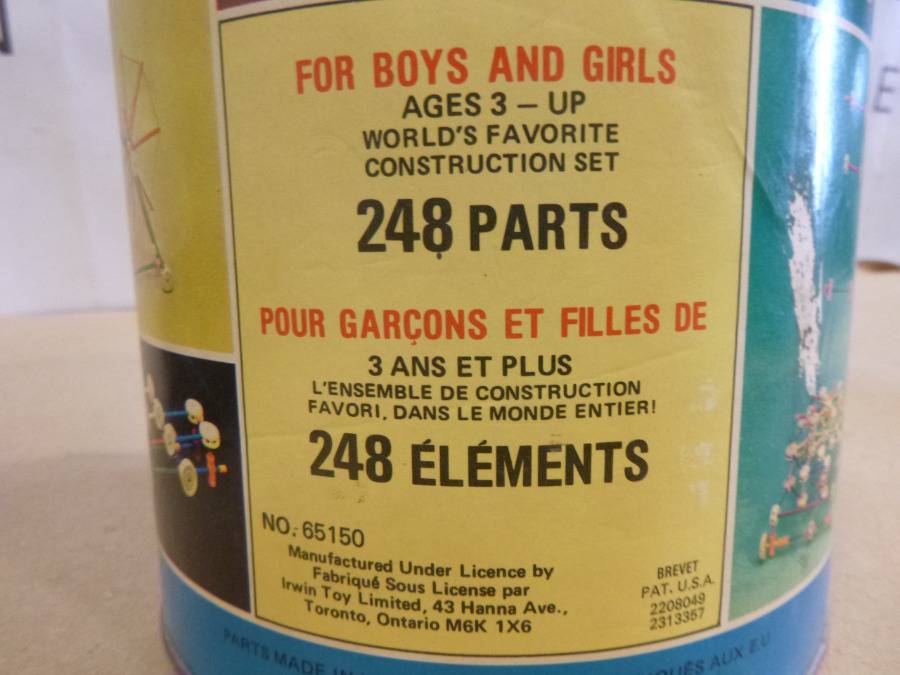 FOR BOYS AND GIRLS
AGES 3 – UP
WORLD'S FAVORITE
CONSTRUCTION SET
248 PARTS
POUR GARÇONS ET FILLES DE
3 ANS ET PLUS
L'ENSEMBLE DE CONSTRUCTION
FAVORI, DANS LE MONDE ENTIER!
248 ÉLÉMENTS
NO. 65150
Manufactured Under Licence by
Fabriqué Sous License par
Irwin Toy Limited, 43 Hanna Ave.,
Toronto, Ontario M6K 1X6
BREVET
PAT. U.S.A.
2208049
2313357
PARTS MADE IN
AUX E.U